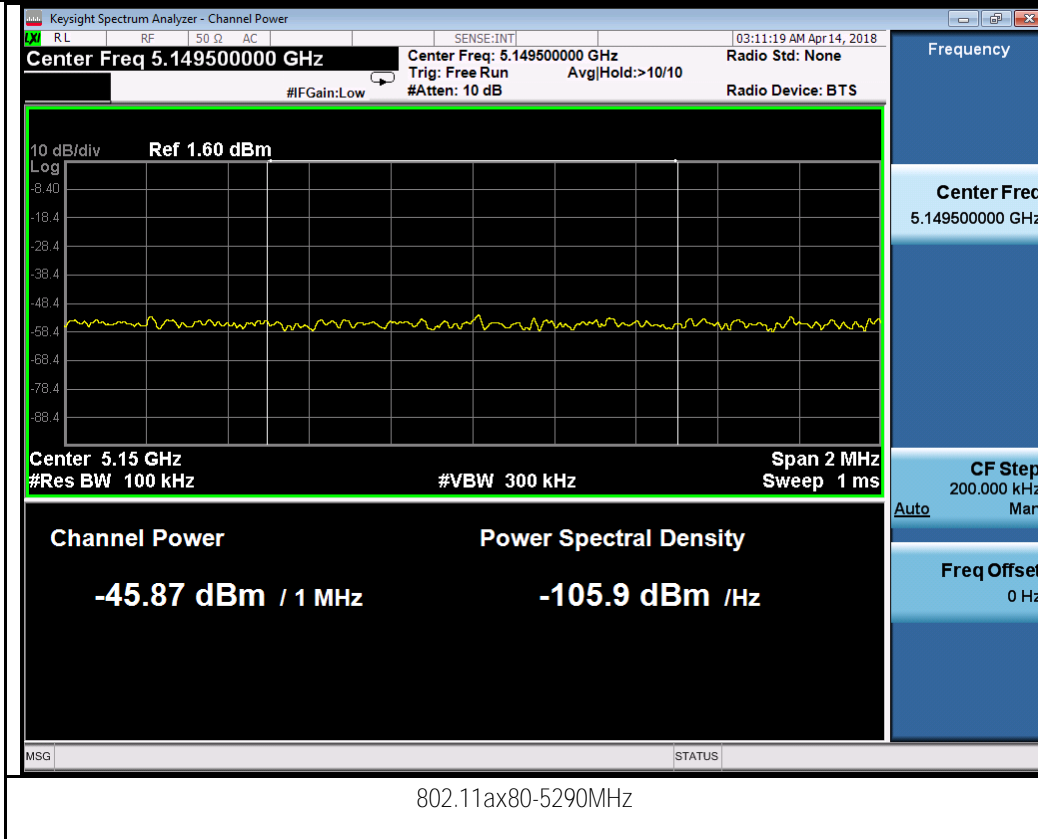 Keysight Spectrum Analyzer - Channel Power
LXI RL RF 50 Ω AC SENSE:INT 03:11:19 AM Apr 14, 2018
Center Freq 5.149500000 GHz
Center Freq: 5.149500000 GHz
Radio Std: None
Trig: Free Run Avg|Hold:>10/10
#IFGain:Low
#Atten: 10 dB
Radio Device: BTS
10 dB/div Ref 1.60 dBm
Log
-8.40
-18.4
-28.4
-38.4
-48.4
-58.4
-68.4
-78.4
-88.4
Center 5.15 GHz Span 2 MHz
#Res BW 100 kHz #VBW 300 kHz Sweep 1 ms
Channel Power Power Spectral Density
-45.87 dBm / 1 MHz -105.9 dBm /Hz
Frequency
Center Freq
5.149500000 GHz
CF Step
200.000 kHz
Auto Man
Freq Offset
0 Hz
MSG STATUS
802.11ax80-5290MHz